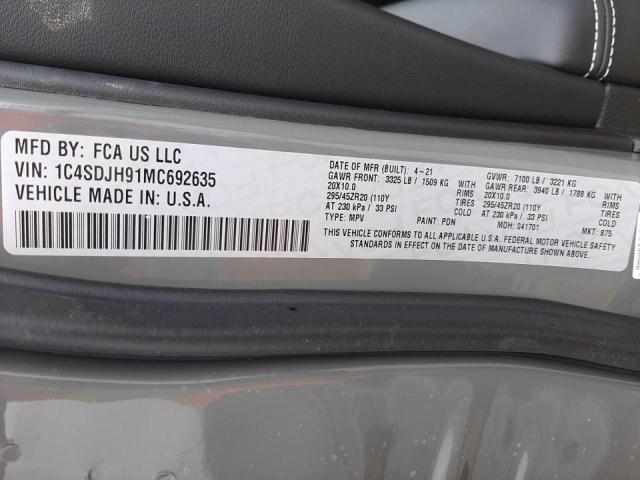 MFD BY: FCA US LLC
VIN: 1C4SDJH91MC692635
VEHICLE MADE IN: U.S.A.
DATE OF MFR (BUILT): 4-21
GAWR FRONT: 3325 LB / 1509 KG
20X10.0 RIMS
295/45ZR20 (110Y TIRES
AT 230 kPa / 33 PSI COLD
TYPE: MPV PAINT: PDN
GVWR: 7100 LB / 3221 KG
GAWR REAR: 3940 LB / 1788 KG
20X10.0 RIMS
295/45ZR20 (110Y TIRES
AT 230 kPa / 33 PSI COLD
MDH: 041701 MKT: 875
THIS VEHICLE CONFORMS TO ALL APPLICABLE U.S.A. FEDERAL MOTOR VEHICLE SAFETY
STANDARDS IN EFFECT ON THE DATE OF MANUFACTURE SHOWN ABOVE.